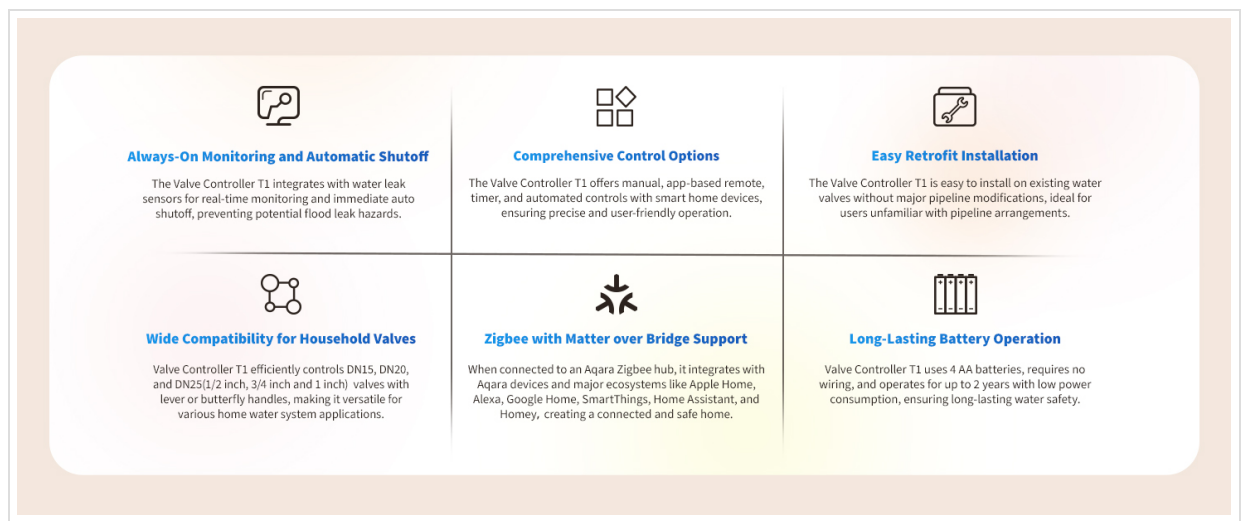 Always-On Monitoring and Automatic Shutoff
The Valve Controller T1 integrates with water leak
sensors for real-time monitoring and immediate auto
shutoff, preventing potential flood leak hazards.
Comprehensive Control Options
The Valve Controller T1 offers manual, app-based remote,
timer, and automated controls with smart home devices,
ensuring precise and user-friendly operation.
Easy Retrofit Installation
The Valve Controller T1 is easy to install on existing water
valves without major pipeline modifications, ideal for
users unfamiliar with pipeline arrangements.
Wide Compatibility for Household Valves
Valve Controller T1 efficiently controls DN15, DN20,
and DN25(1/2 inch, 3/4 inch and 1 inch) valves with
lever or butterfly handles, making it versatile for
various home water system applications.
Zigbee with Matter over Bridge Support
When connected to an Aqara Zigbee hub, it integrates with
Aqara devices and major ecosystems like Apple Home,
Alexa, Google Home, SmartThings, Home Assistant, and
Homey, creating a connected and safe home.
Long-Lasting Battery Operation
Valve Controller T1 uses 4 AA batteries, requires no
wiring, and operates for up to 2 years with low power
consumption, ensuring long-lasting water safety.